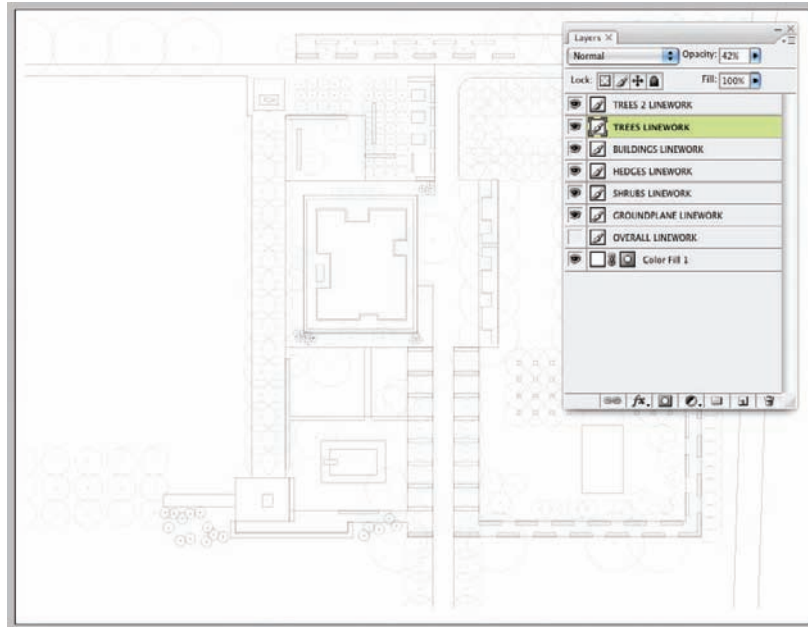 Layers ×
Normal Opacity: 42%
Lock: Fill: 100%
TREES 2 LINEWORK
TREES LINEWORK
BUILDINGS LINEWORK
HEDGES LINEWORK
SHRUBS LINEWORK
GROUNDPLANE LINEWORK
OVERALL LINEWORK
Color Fill 1
fx.